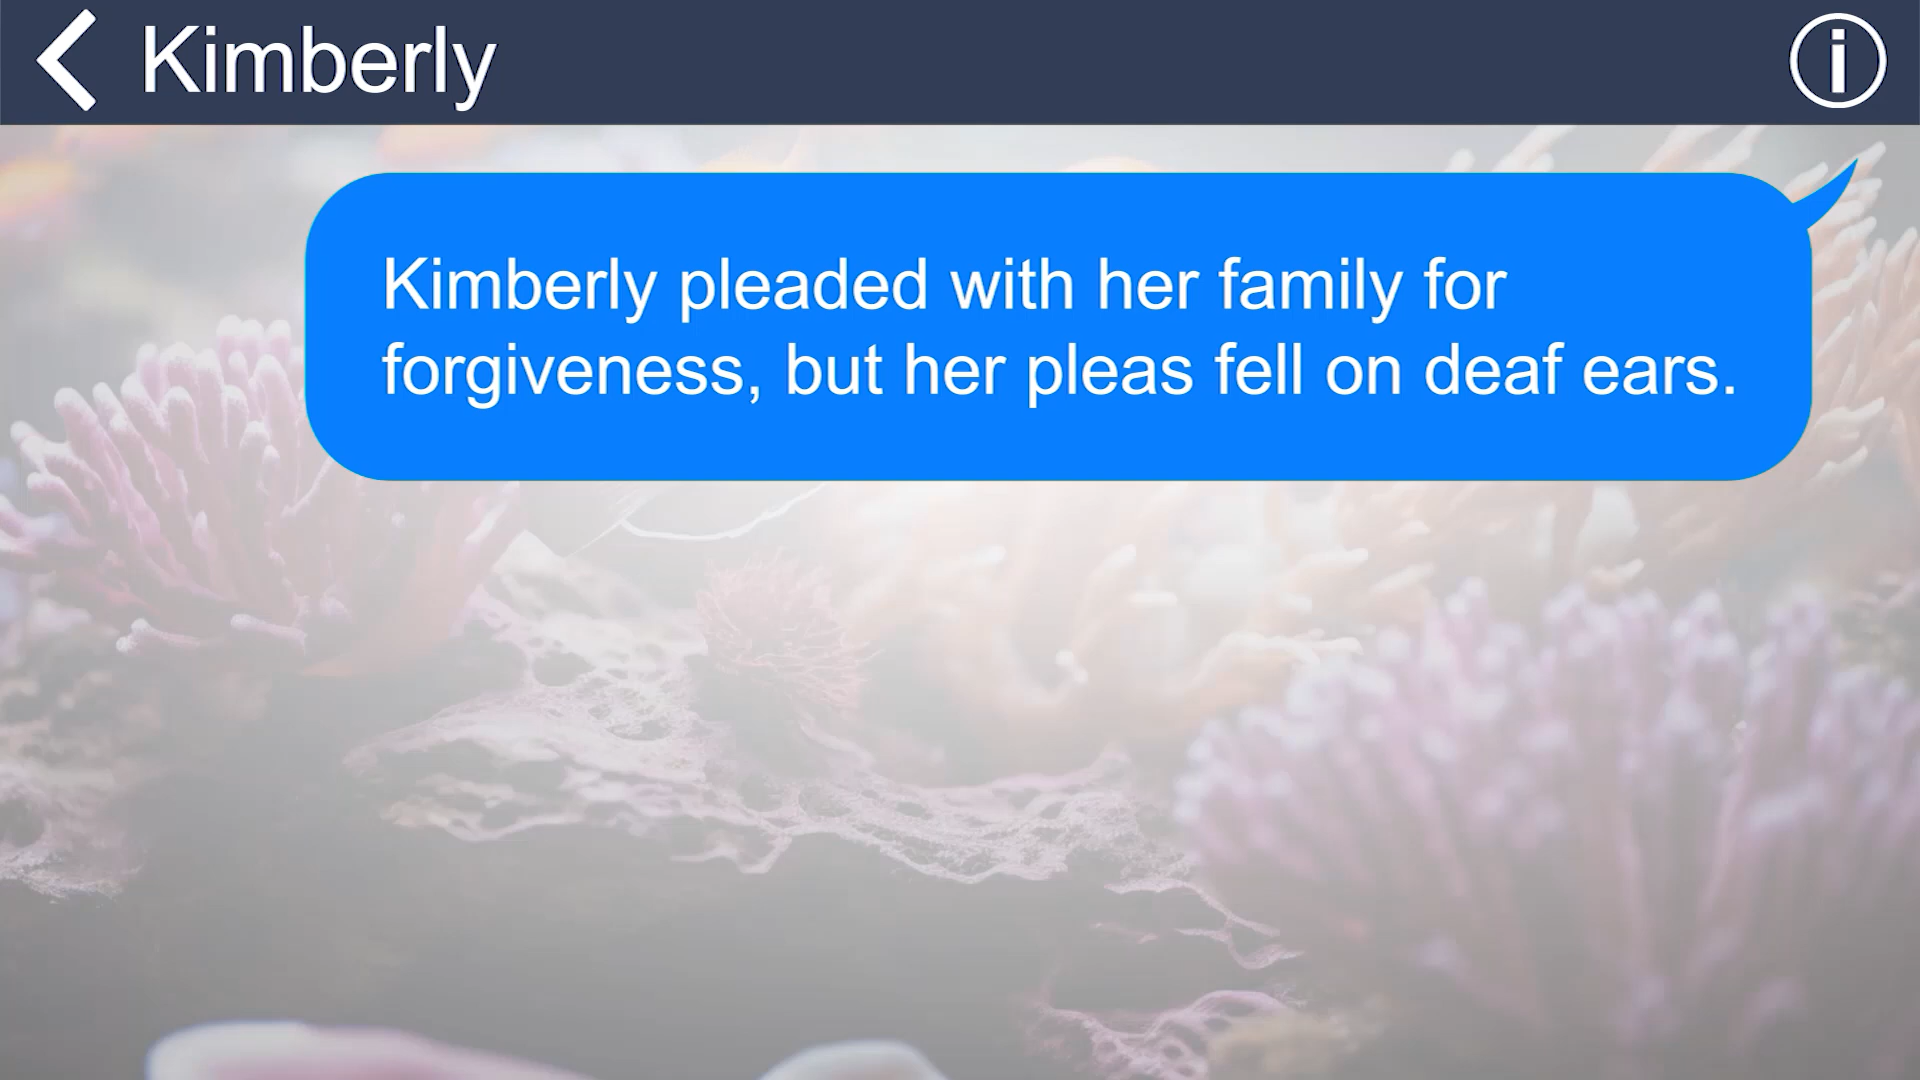 Kimberly
Kimberly pleaded with her family for
forgiveness, but her pleas fell on deaf ears.